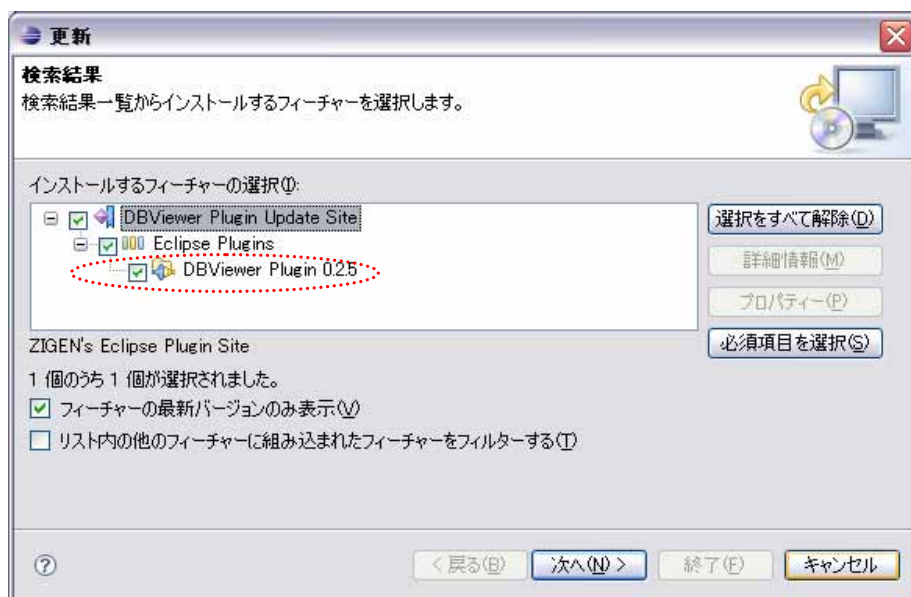 更新
検索結果
検索結果一覧からインストールするフィーチャーを選択します。
インストールするフィーチャーの選択(I):
DBViewer Plugin Update Site
Eclipse Plugins
DBViewer Plugin 0.2.5
選択をすべて解除(D)
詳細情報(M)
プロパティー(P)
必須項目を選択(S)
ZIGEN's Eclipse Plugin Site
1 個のうち 1 個が選択されました。
フィーチャーの最新バージョンのみ表示(V)
リスト内の他のフィーチャーに組み込まれたフィーチャーをフィルターする(T)
< 戻る(B)
次へ(N) >
終了(F)
キャンセル